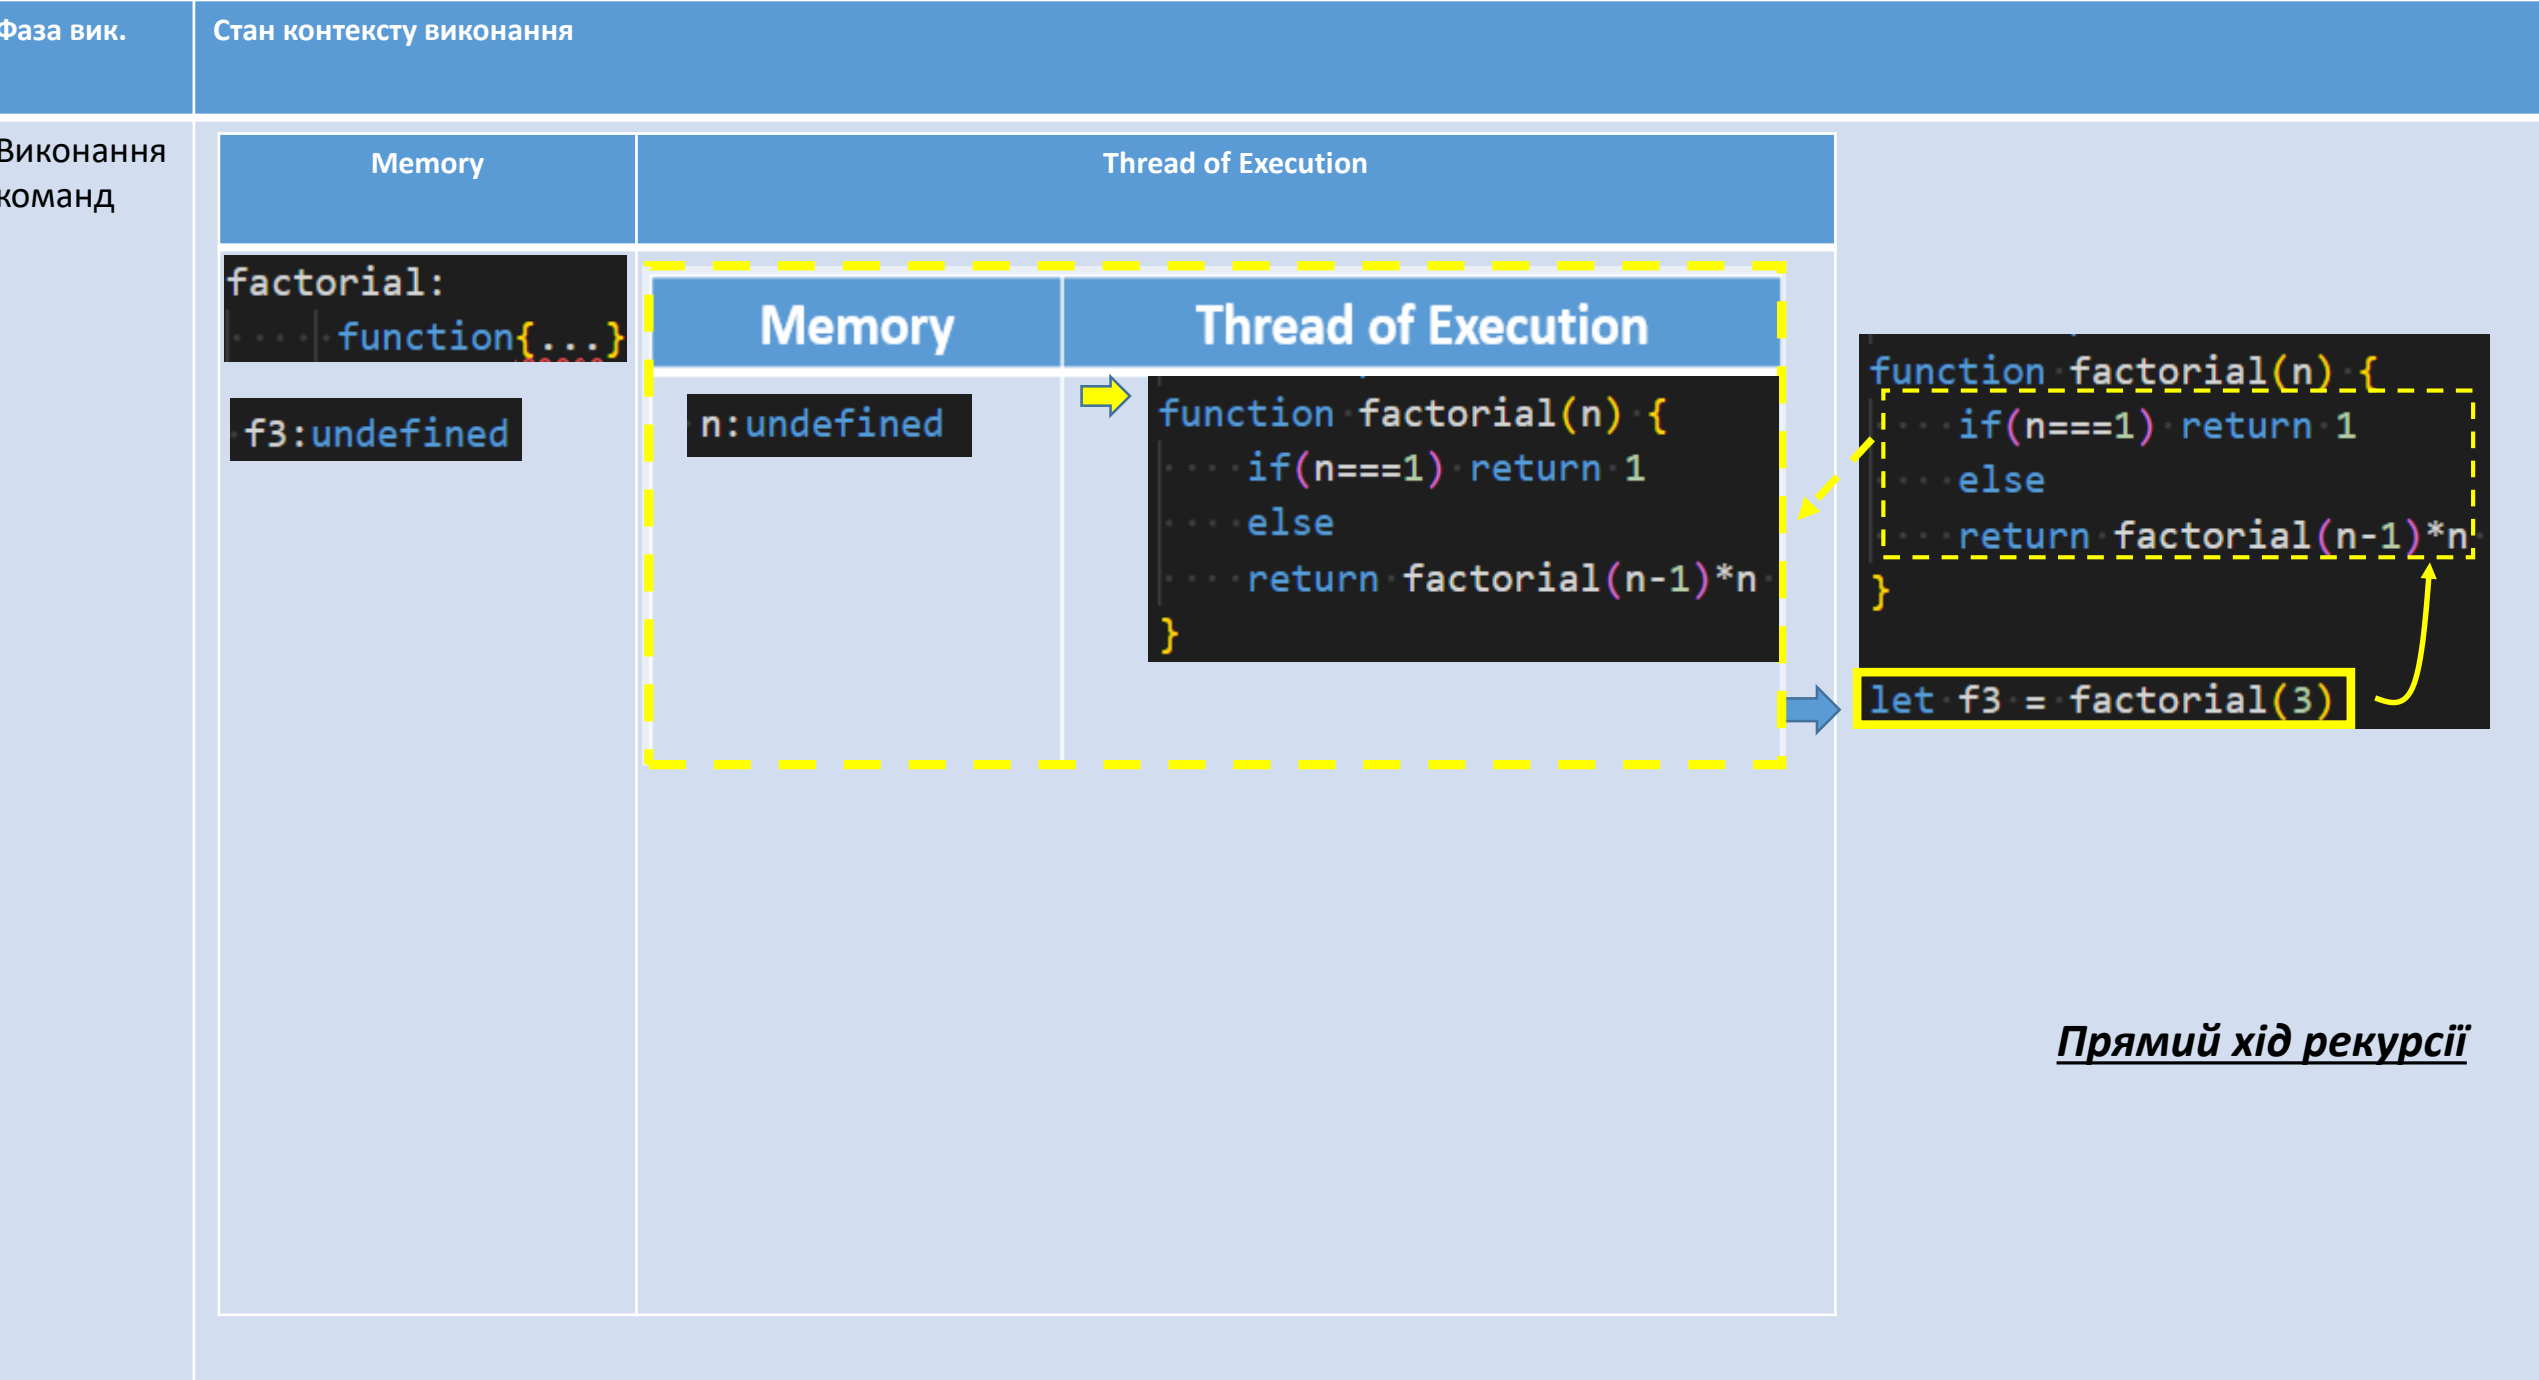 Фаза вик.
Стан контексту виконання
Виконання
команд
Memory
Thread of Execution
factorial:
function{...}
f3:undefined
Memory
Thread of Execution
n:undefined
function factorial(n) {
if(n===1) return 1
else
return factorial(n-1)*n
}
function factorial(n) {
if(n===1) return 1
else
return factorial(n-1)*n
}
let f3 = factorial(3)
Прямий хід рекурсії